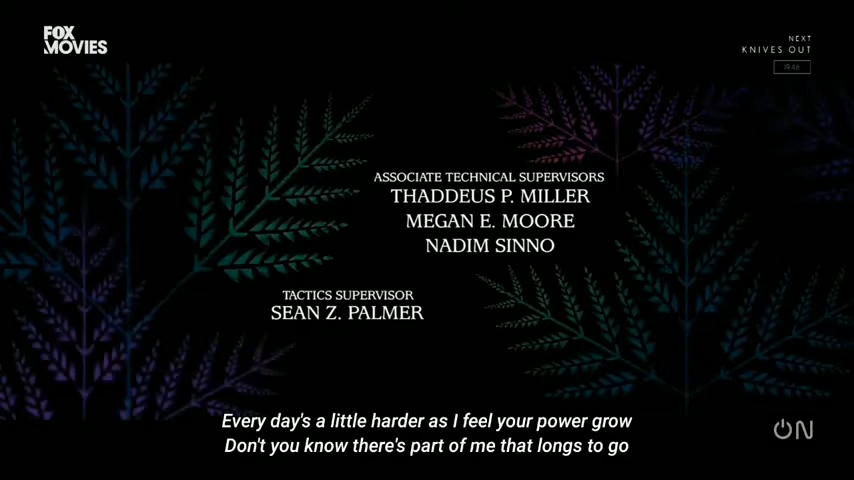 FOX
MOVIES
NEXT
KNIVES OUT
19.46
ASSOCIATE TECHNICAL SUPERVISORS
THADDEUS P. MILLER
MEGAN E. MOORE
NADIM SINNO
TACTICS SUPERVISOR
SEAN Z. PALMER
Every day's a little harder as I feel your power grow
Don't you know there's part of me that longs to go
ON